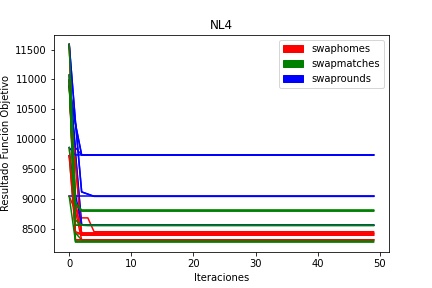 NL4
swaphomes
swapmatches
swaprounds
Resultado Función Objetivo
11500
11000
10500
10000
9500
9000
8500
0 10 20 30 40 50
Iteraciones